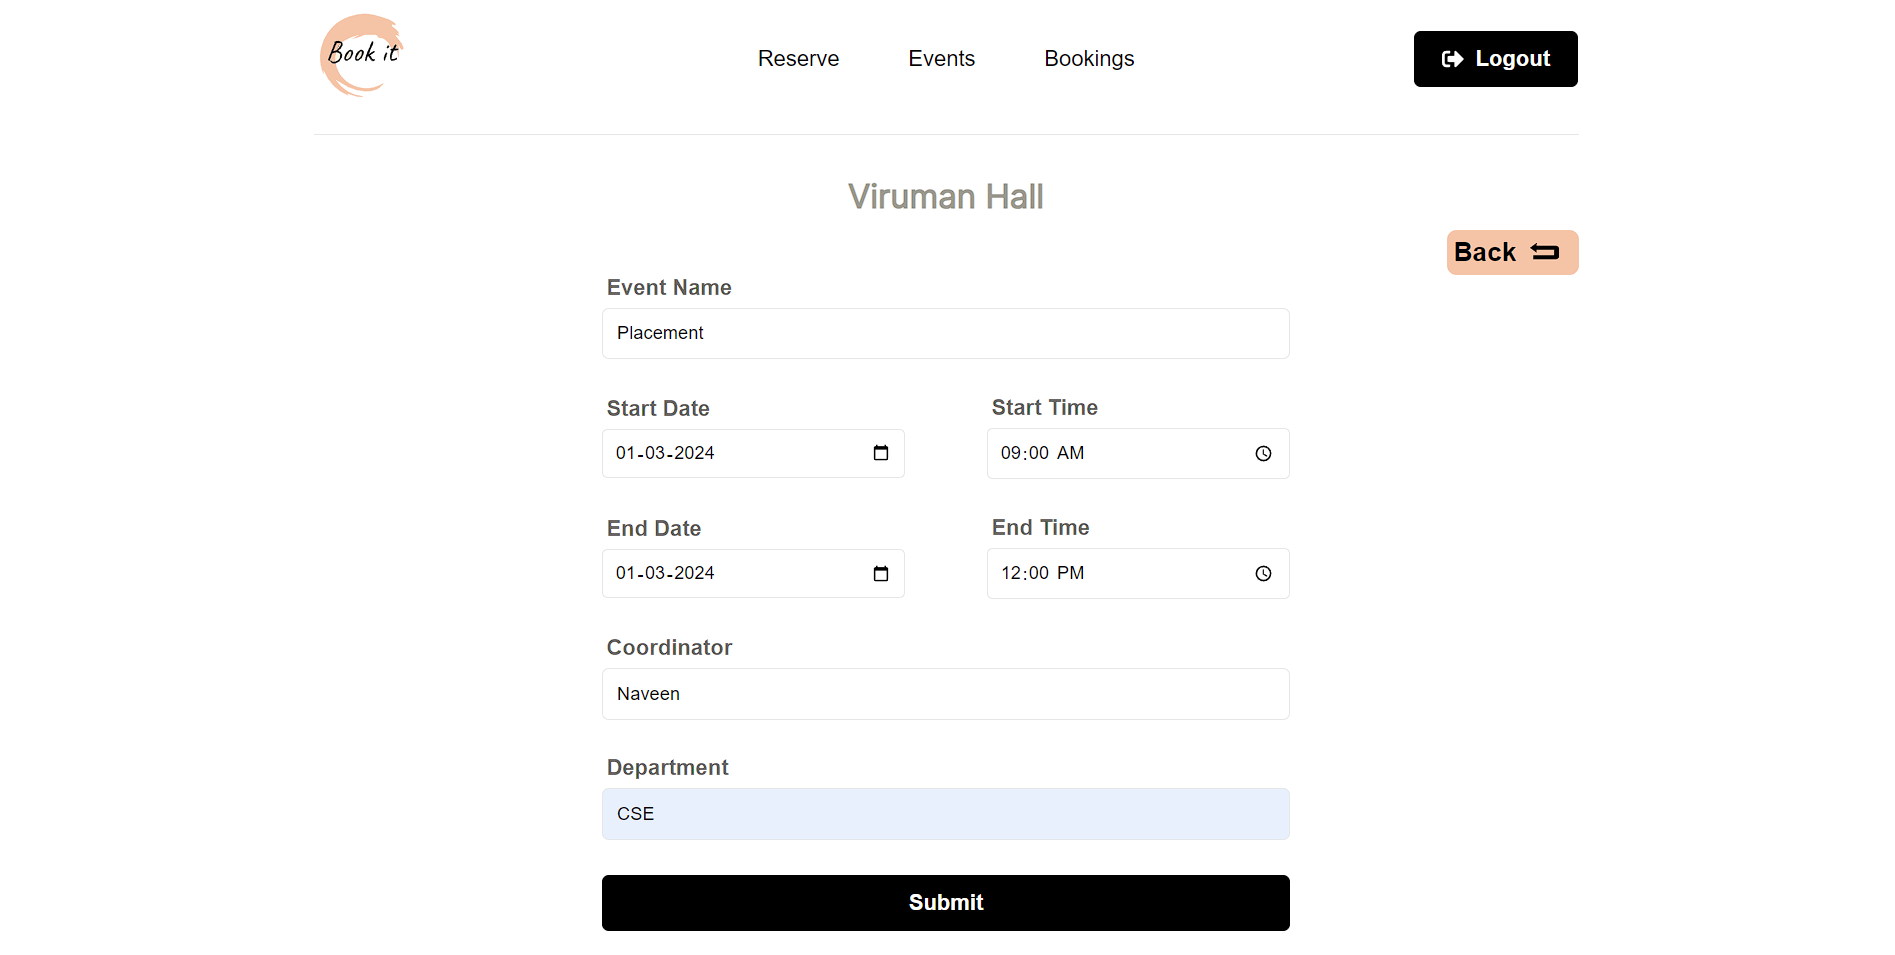 Book it
Reserve Events Bookings
Logout
Viruman Hall
Back
Event Name
Placement
Start Date Start Time
01-03-2024 09:00 AM
End Date End Time
01-03-2024 12:00 PM
Coordinator
Naveen
Department
CSE
Submit